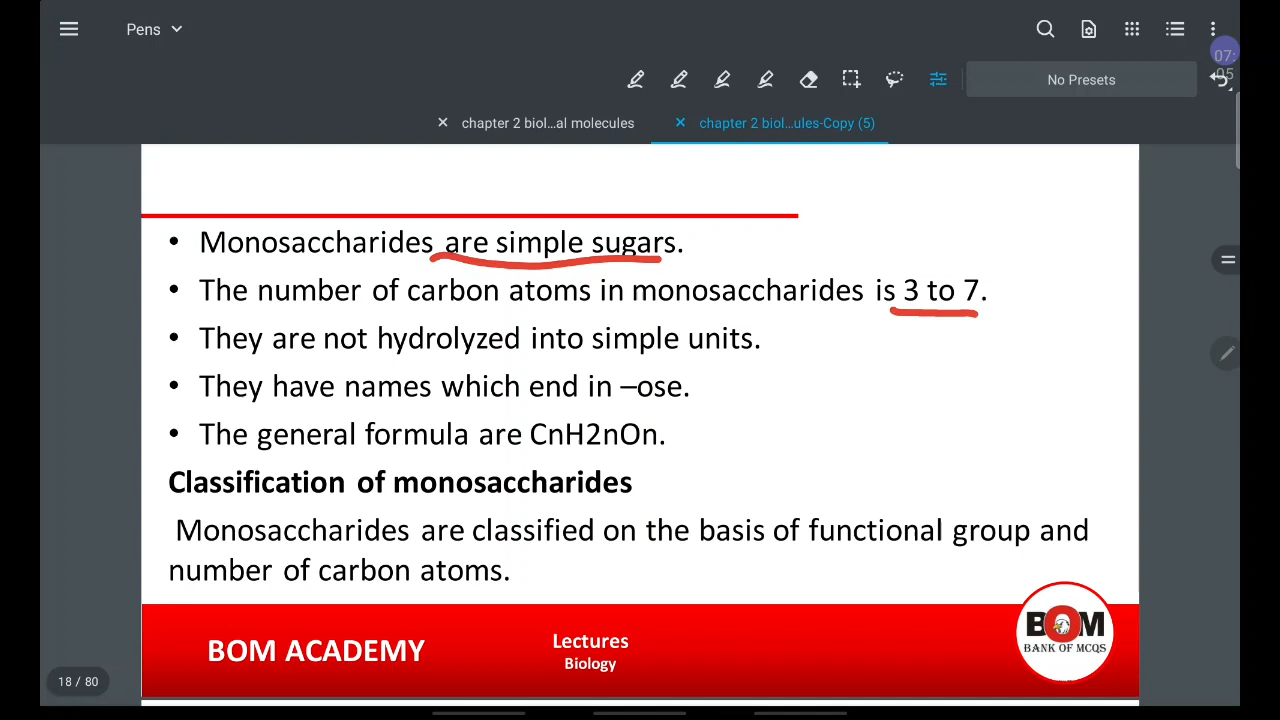 Pens
07:
05
No Presets
chapter 2 biol...al molecules
chapter 2 biol...ules-Copy (5)
• Monosaccharides are simple sugars.
• The number of carbon atoms in monosaccharides is 3 to 7.
• They are not hydrolyzed into simple units.
• They have names which end in –ose.
• The general formula are CnH2nOn.
Classification of monosaccharides
Monosaccharides are classified on the basis of functional group and
number of carbon atoms.
BOM ACADEMY
Lectures
Biology
BOM
BANK OF MCQS
18 / 80